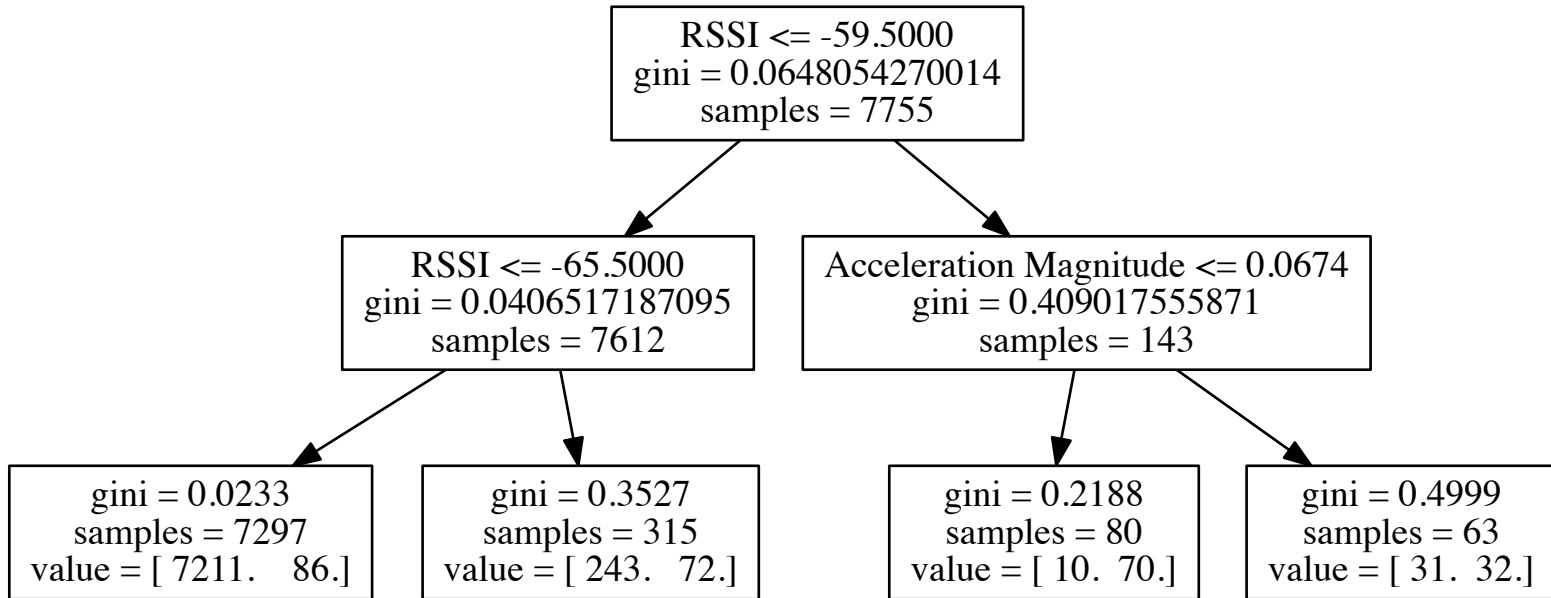 RSSI <= -59.5000
gini = 0.0648054270014
samples = 7755
RSSI <= -65.5000
gini = 0.0406517187095
samples = 7612
Acceleration Magnitude <= 0.0674
gini = 0.409017555871
samples = 143
gini = 0.0233
samples = 7297
value = [ 7211.    86.]
gini = 0.3527
samples = 315
value = [ 243.   72.]
gini = 0.2188
samples = 80
value = [ 10.  70.]
gini = 0.4999
samples = 63
value = [ 31.  32.]